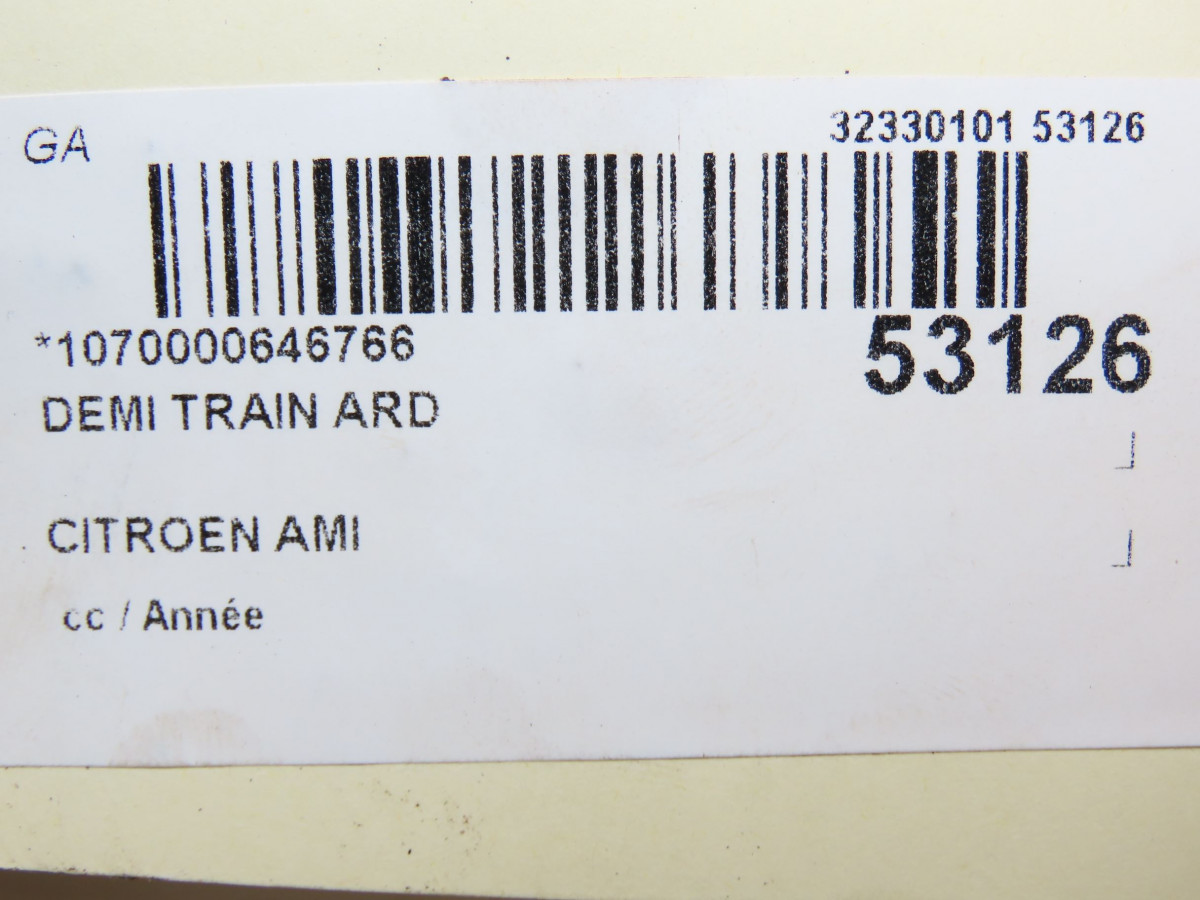 GA
32330101 53126
*1070000646766
53126
DEMI TRAIN ARD
CITROEN AMI
cc / Année